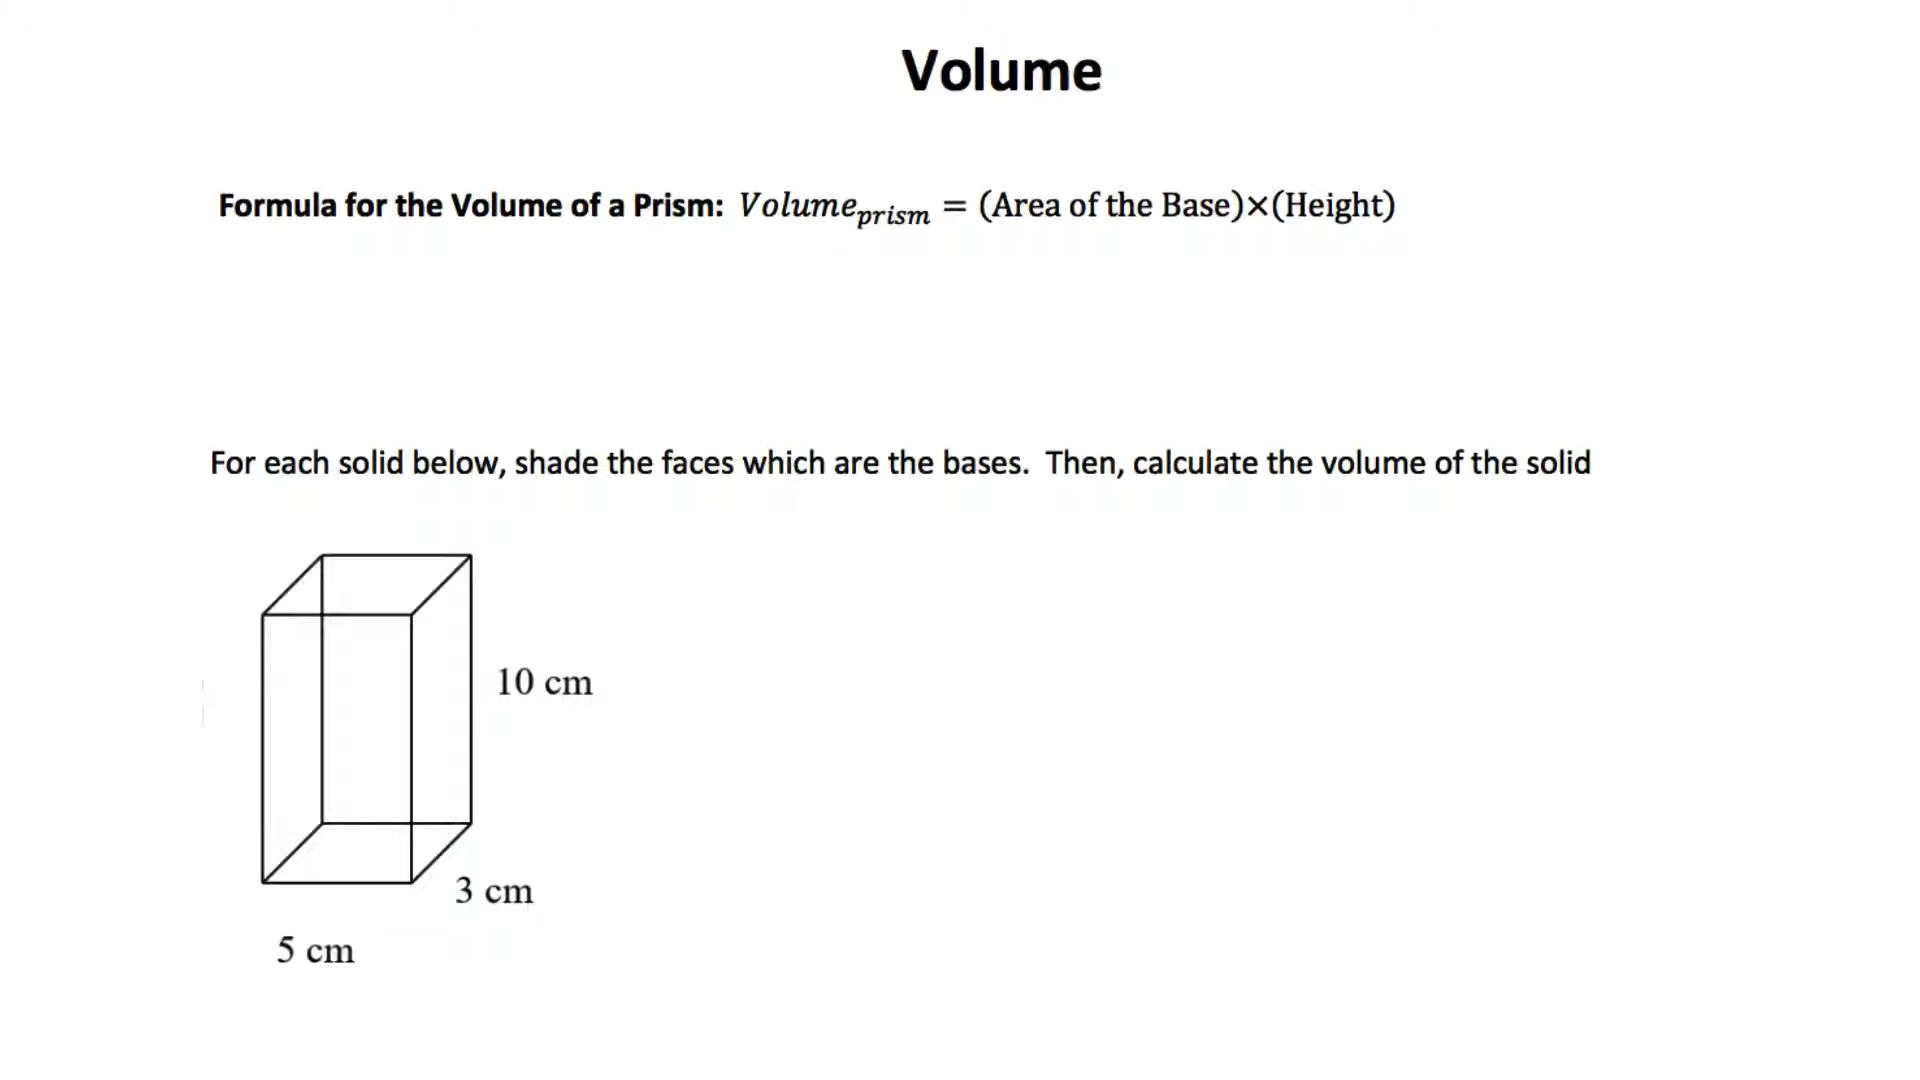 Volume
Formula for the Volume of a Prism: Volume_prism = (Area of the Base)×(Height)
For each solid below, shade the faces which are the bases. Then, calculate the volume of the solid
10 cm
3 cm
5 cm